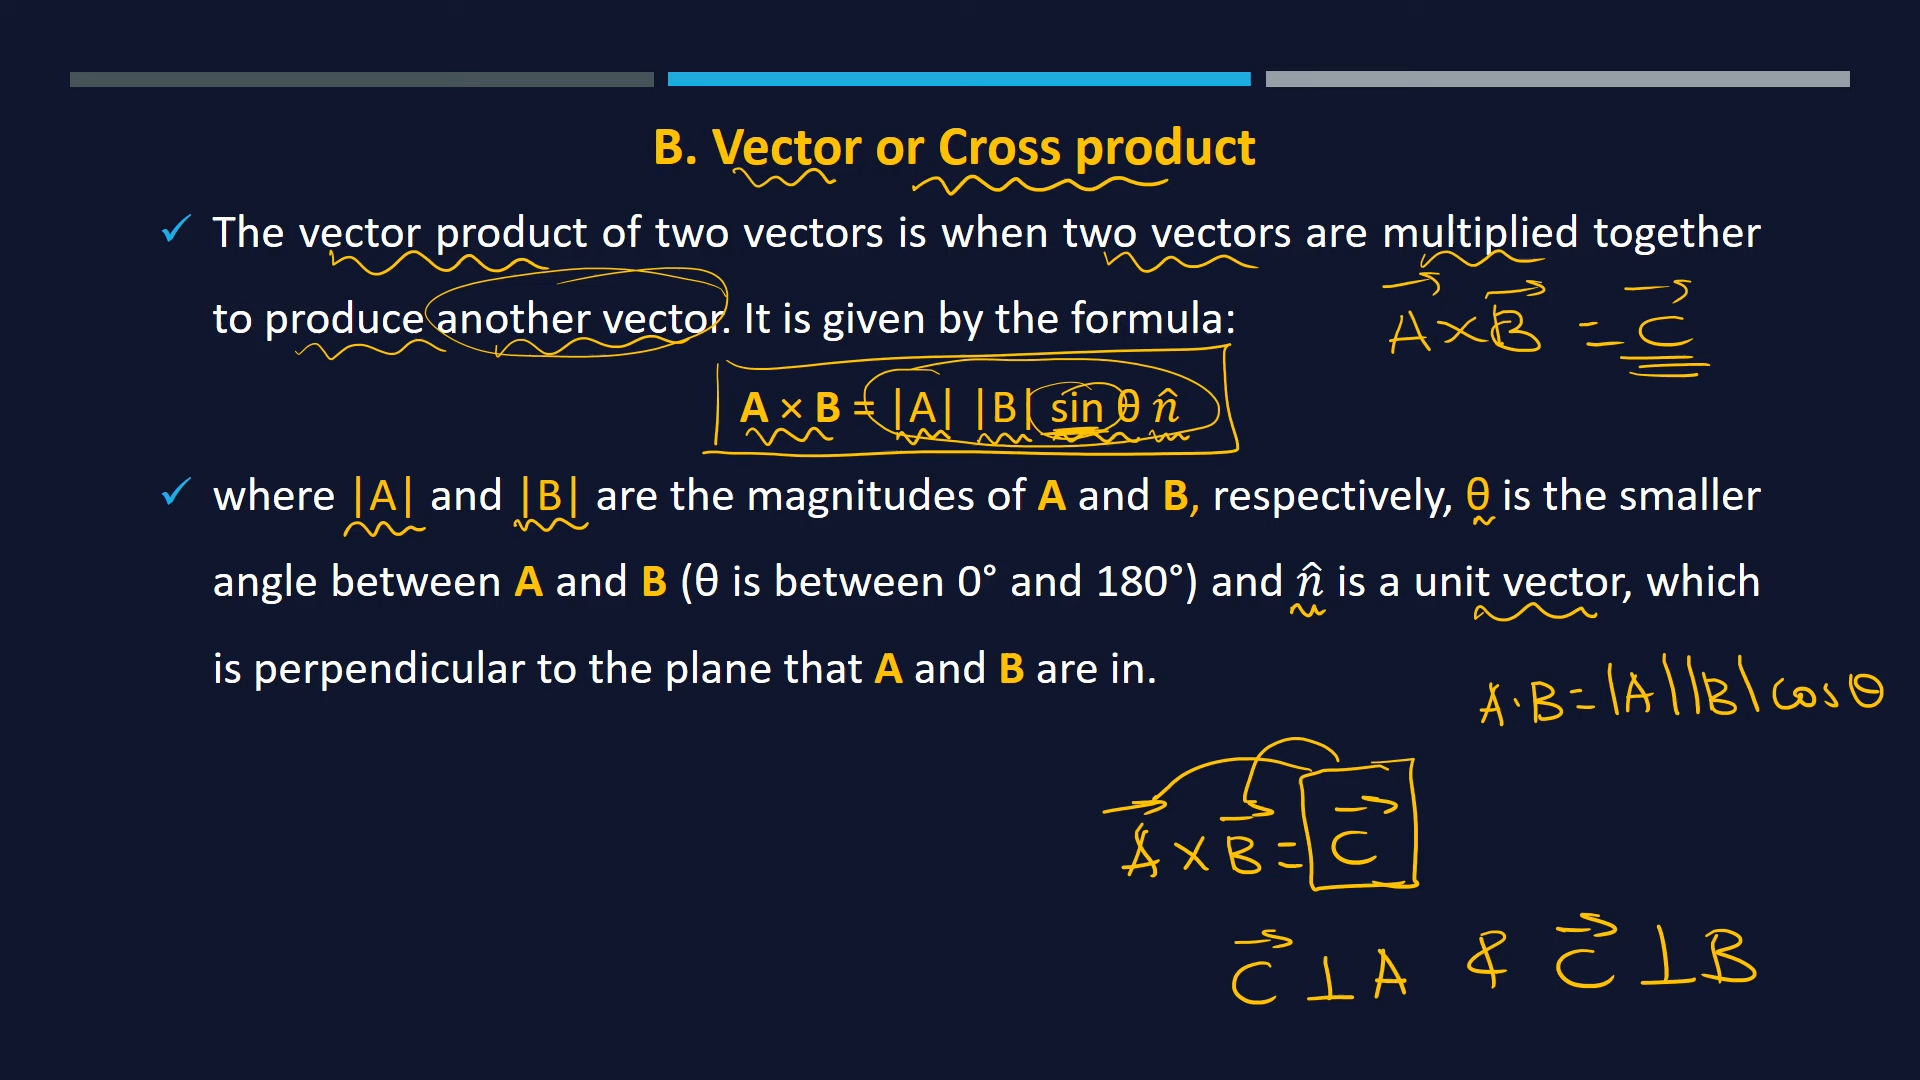 B. Vector or Cross product
✓ The vector product of two vectors is when two vectors are multiplied together
to produce another vector. It is given by the formula:
A × B = C
A × B = |A| |B| sin θ n̂
✓ where |A| and |B| are the magnitudes of A and B, respectively, θ is the smaller
angle between A and B (θ is between 0° and 180°) and n̂ is a unit vector, which
is perpendicular to the plane that A and B are in.
A·B = |A||B| cos θ
A × B = C
C ⊥ A & C ⊥ B